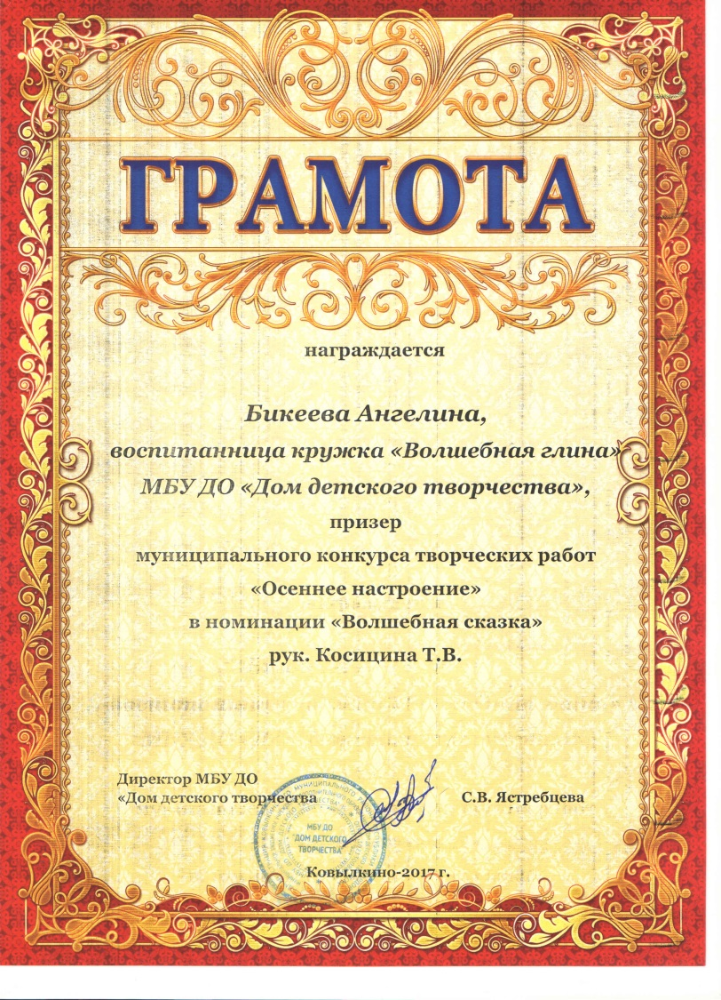 ГРАМОТА
награждается
Бикеева Ангелина,
воспитанница кружка «Волшебная глина»
МБУ ДО «Дом детского творчества»,
призер
муниципального конкурса творческих работ
«Осеннее настроение»
в номинации «Волшебная сказка»
рук. Косицина Т.В.
Директор МБУ ДО
«Дом детского творчества
С.В. Ястребцева
МБУ ДО
"ДОМ ДЕТСКОГО
ТВОРЧЕСТВА"
Ковылкино-2017 г.